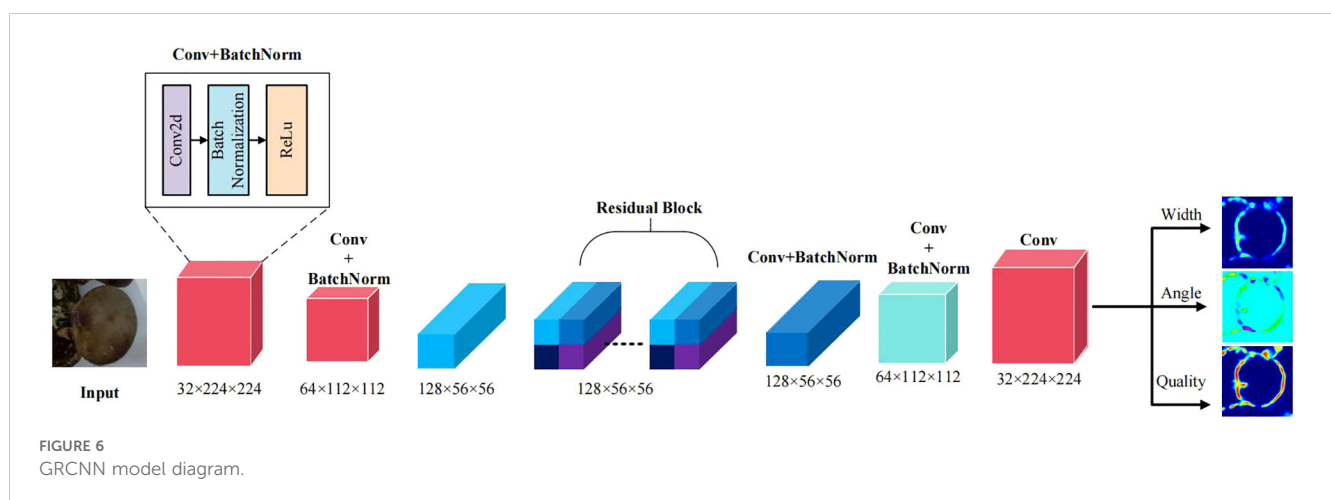 Conv+BatchNorm
Conv2d
Batch
Normalization
ReLu
Input
32×224×224
Conv
+
BatchNorm
64×112×112
128×56×56
Residual Block
128×56×56
Conv+BatchNorm
128×56×56
Conv
+
BatchNorm
64×112×112
Conv
32×224×224
Width
Angle
Quality
FIGURE 6
GRCNN model diagram.